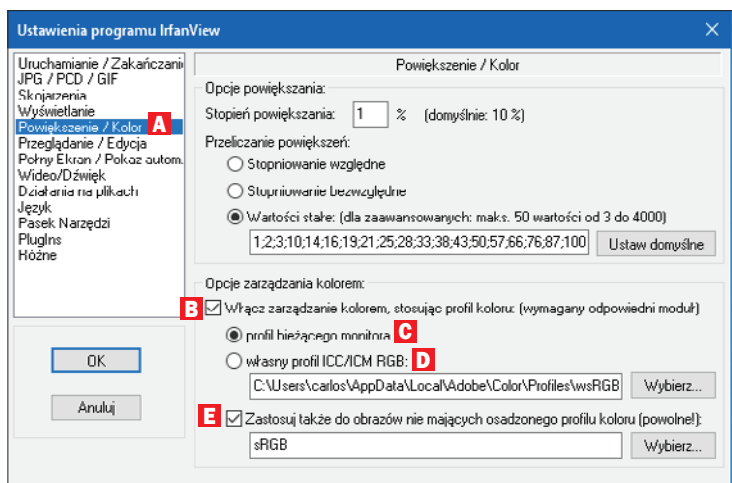 Ustawienia programu IrfanView
Uruchamianie / Zakańczani
JPG / PCD / GIF
Skojarzenia
Wyświetlanie
Powiększenie / Kolor A
Przeglądanie / Edycja
Pełny Ekran / Pokaz autom.
Wideo/Dźwięk
Działania na plikach
Język
Pasek Narzędzi
PlugIns
Różne
OK
Anuluj
Powiększenie / Kolor
Opcje powiększania:
Stopień powiększania: 1 % (domyślnie: 10 %)
Przeliczanie powiększeń:
Stopniowanie względne
Stopniowanie bezwzględne
Wartości stałe: (dla zaawansowanych: maks. 50 wartości od 3 do 4000)
1;2;3;10;14;16;19;21;25;28;33;38;43;50;57;66;76;87;100 Ustaw domyślne
Opcje zarządzania kolorem:
B Włącz zarządzanie kolorem, stosując profil koloru: (wymagany odpowiedni moduł)
profil bieżącego monitora C
własny profil ICC/ICM RGB: D
C:\Users\carlos\AppData\Local\Adobe\Color\Profiles\wsRGB Wybierz...
E Zastosuj także do obrazów nie mających osadzonego profilu koloru (powolne!):
sRGB Wybierz...